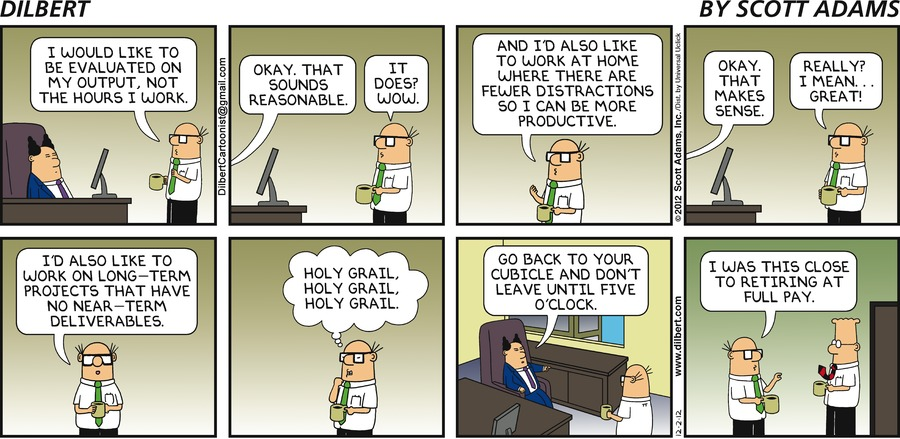 DILBERT
BY SCOTT ADAMS
I WOULD LIKE TO
BE EVALUATED ON
MY OUTPUT, NOT
THE HOURS I WORK.
DilbertCartoonist@gmail.com
OKAY. THAT
SOUNDS
REASONABLE.
IT
DOES?
WOW.
AND I'D ALSO LIKE
TO WORK AT HOME
WHERE THERE ARE
FEWER DISTRACTIONS
SO I CAN BE MORE
PRODUCTIVE.
©2012 Scott Adams, Inc./Dist. by Universal Uclick
OKAY.
THAT
MAKES
SENSE.
REALLY?
I MEAN...
GREAT!
I'D ALSO LIKE TO
WORK ON LONG-TERM
PROJECTS THAT HAVE
NO NEAR-TERM
DELIVERABLES.
HOLY GRAIL,
HOLY GRAIL,
HOLY GRAIL.
GO BACK TO YOUR
CUBICLE AND DON'T
LEAVE UNTIL FIVE
O'CLOCK.
12-2-12
www.dilbert.com
I WAS THIS CLOSE
TO RETIRING AT
FULL PAY.